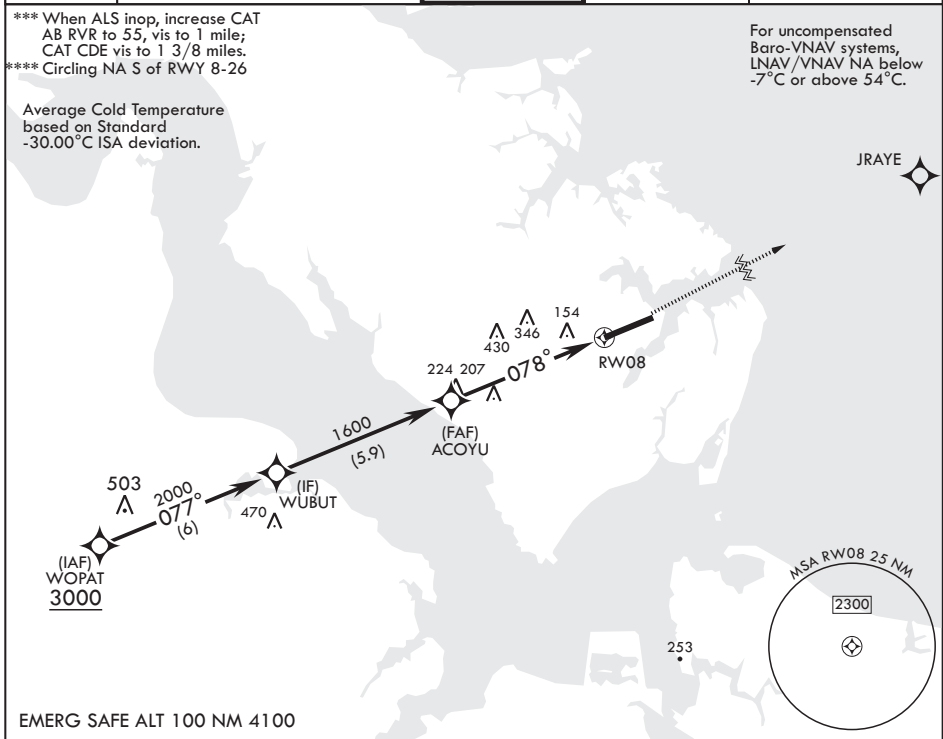 *** When ALS inop, increase CAT
AB RVR to 55, vis to 1 mile;
CAT CDE vis to 1 3/8 miles.
**** Circling NA S of RWY 8-26
Average Cold Temperature
based on Standard
-30.00°C ISA deviation.
For uncompensated
Baro-VNAV systems,
LNAV/VNAV NA below
-7°C or above 54°C.
JRAYE
154
346
430
RW08
224 207
078°
(FAF)
ACOYU
1600
(5.9)
(IF)
WUBUT
503
2000
077°
(6)
470
(IAF)
WOPAT
3000
MSA RW08 25 NM
2300
253
EMERG SAFE ALT 100 NM 4100